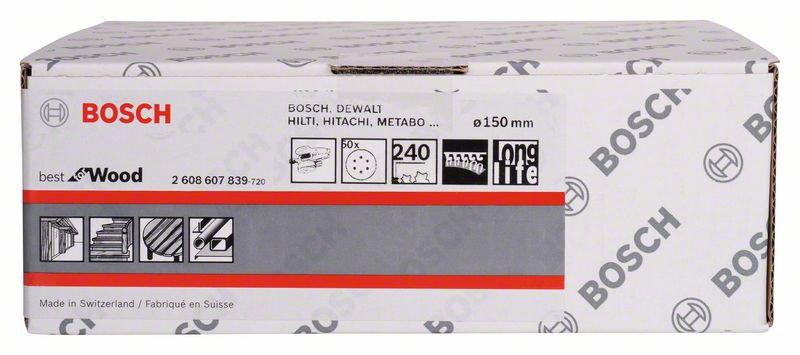 BOSCH
BOSCH, DEWALT
HILTI, HITACHI, METABO ...
ø150 mm
50x
240
long life
best for Wood
2 608 607 839-720
Made in Switzerland / Fabriqué en Suisse
BOSCH
BOSCH
BOSCH
BOSCH